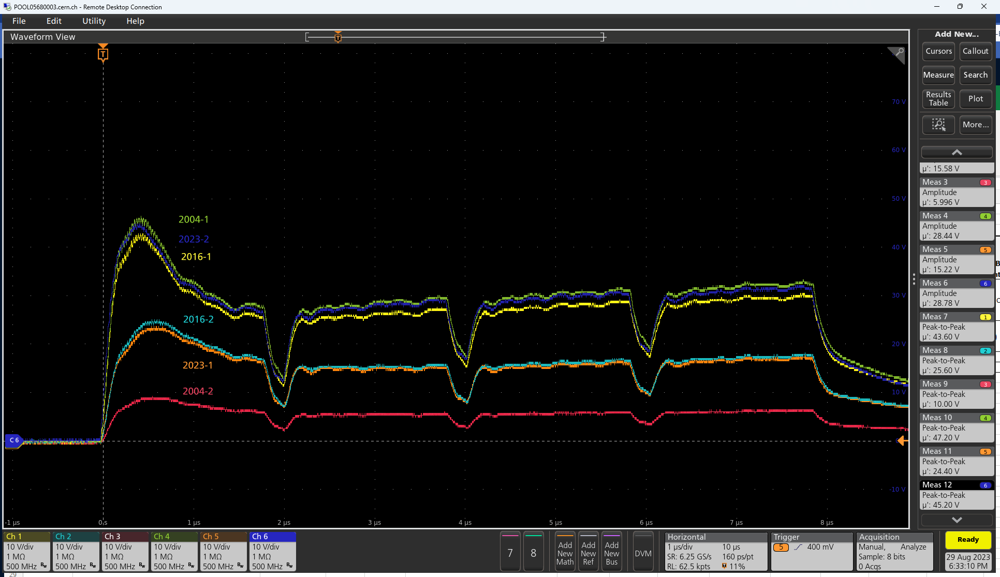 POOL05680003.cern.ch - Remote Desktop Connection
File Edit Utility Help
Waveform View
T
T
70 V
60 V
50 V
40 V
30 V
20 V
10 V
-10 V
2004-1
2023-2
2016-1
2016-2
2023-1
2004-2
C 6
-1 µs 0 s 1 µs 2 µs 3 µs 4 µs 5 µs 6 µs 7 µs 8 µs
Add New...
Cursors Callout
Measure Search
Results Table Plot
More...
µ': 15.58 V
Meas 3 3
Amplitude
µ': 5.996 V
Meas 4 4
Amplitude
µ': 28.44 V
Meas 5 5
Amplitude
µ': 15.22 V
Meas 6 6
Amplitude
µ': 28.78 V
Meas 7 1
Peak-to-Peak
µ': 43.60 V
Meas 8 2
Peak-to-Peak
µ': 25.60 V
Meas 9 3
Peak-to-Peak
µ': 10.00 V
Meas 10 4
Peak-to-Peak
µ': 47.20 V
Meas 11 5
Peak-to-Peak
µ': 24.40 V
Meas 12 6
Peak-to-Peak
µ': 45.20 V
Ch 1
10 V/div
1 MΩ
500 MHz Bw
Ch 2
10 V/div
1 MΩ
500 MHz Bw
Ch 3
10 V/div
1 MΩ
500 MHz Bw
Ch 4
10 V/div
1 MΩ
500 MHz Bw
Ch 5
10 V/div
1 MΩ
500 MHz Bw
Ch 6
10 V/div
1 MΩ
500 MHz Bw
7
8
Add New Math
Add New Ref
Add New Bus
DVM
Horizontal
1 µs/div 10 µs
SR: 6.25 GS/s 160 ps/pt
RL: 62.5 kpts 11%
Trigger
5 400 mV
Acquisition
Manual, Analyze
Sample: 8 bits
0 Acqs
Ready
29 Aug 2023
6:33:10 PM
29